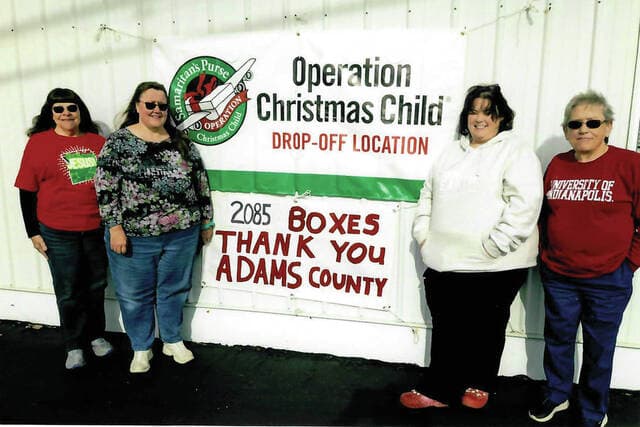 Samaritan's Purse
OPERATION
Christmas Child
Operation
Christmas Child
DROP-OFF LOCATION
2085 BOXES
THANK YOU
ADAMS COUNTY
JESUS
UNIVERSITY OF
INDIANAPOLIS.